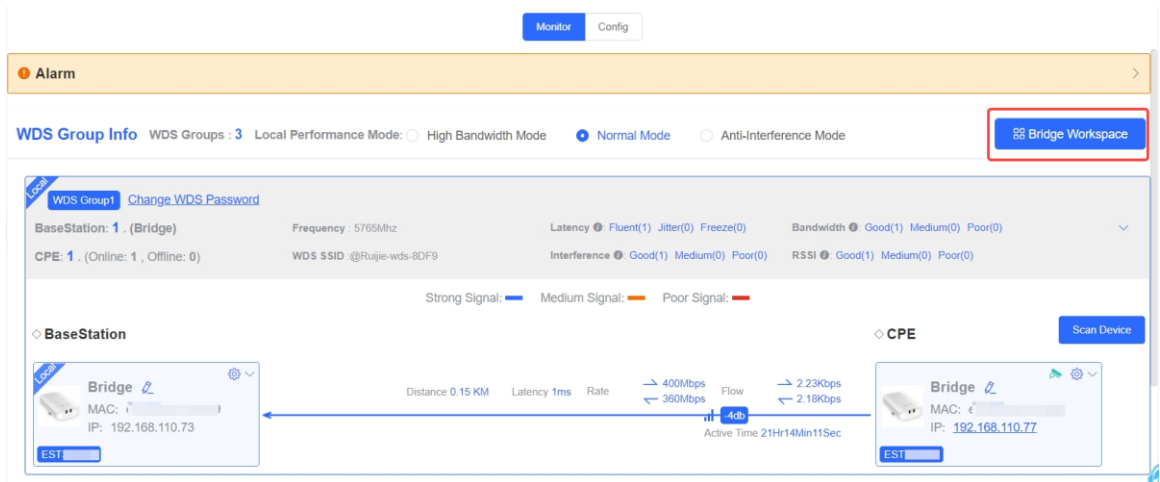 Monitor Config
Alarm
WDS Group Info WDS Groups : 3 Local Performance Mode: High Bandwidth Mode Normal Mode Anti-Interference Mode Bridge Workspace
Local
WDS Group1 Change WDS Password
BaseStation: 1 . (Bridge) Frequency : 5765Mhz Latency : Fluent(1) Jitter(0) Freeze(0) Bandwidth : Good(1) Medium(0) Poor(0)
CPE: 1 . (Online: 1 , Offline: 0) WDS SSID :@Ruijie-wds-8DF9 Interference : Good(1) Medium(0) Poor(0) RSSI : Good(1) Medium(0) Poor(0)
Strong Signal: Medium Signal: Poor Signal:
BaseStation CPE Scan Device
Local
Bridge Distance 0.15 KM Latency 1ms Rate 400Mbps 360Mbps Flow 2.23Kbps 2.18Kbps Bridge
MAC: -4db MAC:
IP: 192.168.110.73 Active Time 21Hr14Min11Sec IP: 192.168.110.77
EST EST